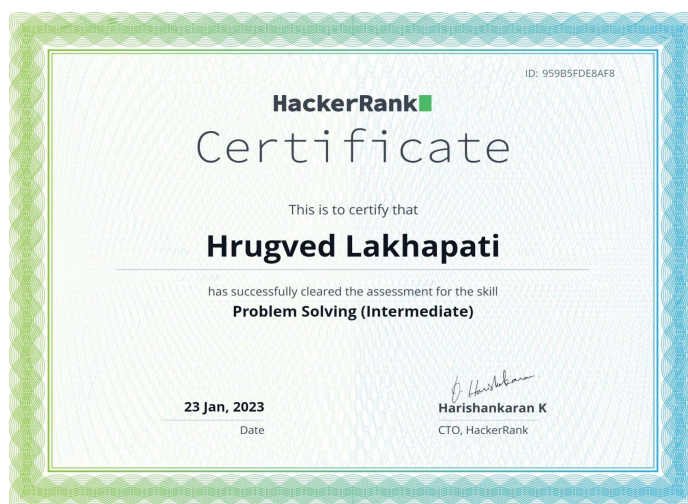 ID: 959B5FDE8AF8
HackerRank
Certificate
This is to certify that
Hrugved Lakhapati
has successfully cleared the assessment for the skill
Problem Solving (Intermediate)
23 Jan, 2023
Date
Harishankaran K
CTO, HackerRank